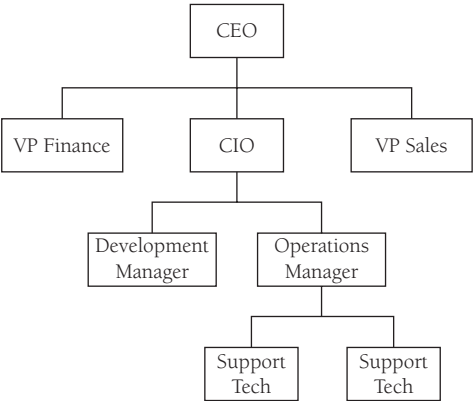 CEO
VP Finance
CIO
VP Sales
Development
Manager
Operations
Manager
Support
Tech
Support
Tech